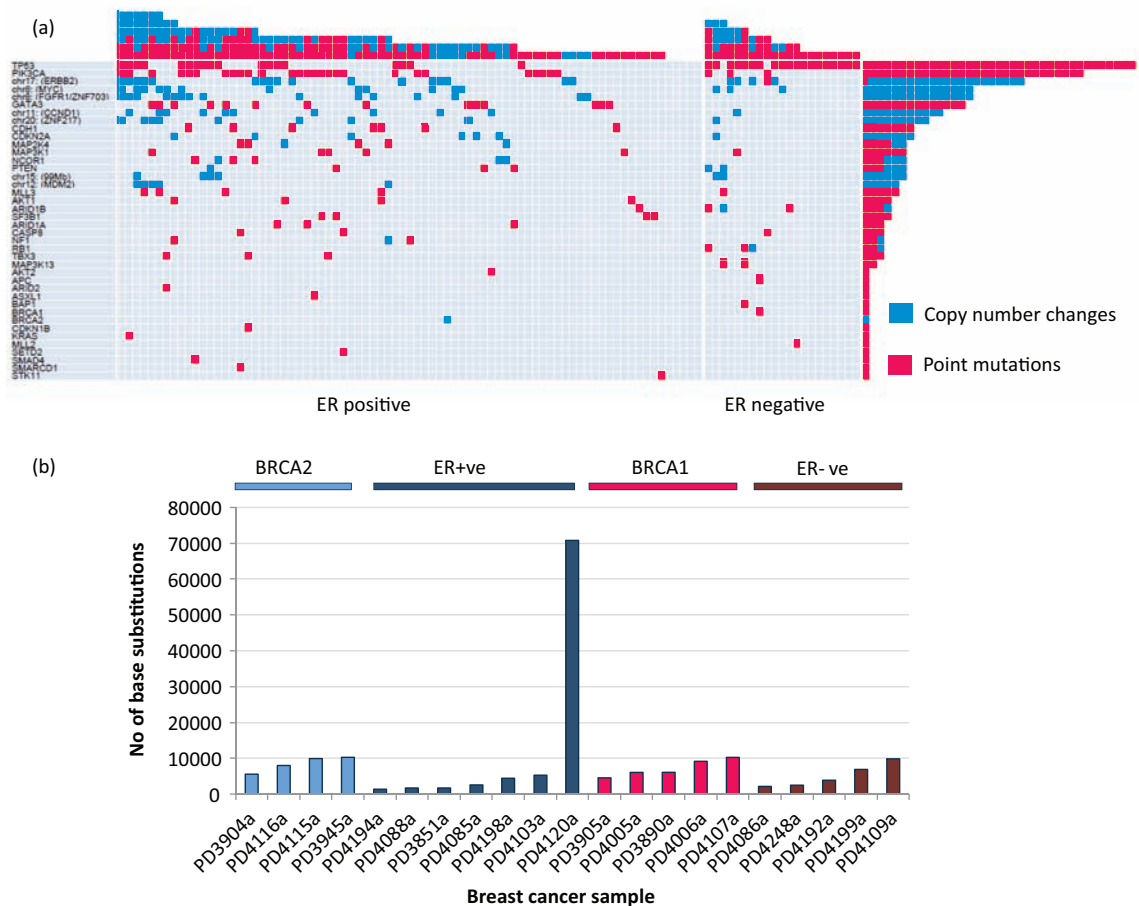 (a)
TP53
PIK3CA
chr17: (ERBB2)
chr8: (MYC)
chr8: (FGFR1/ZNF703)
GATA3
chr11: (CCND1)
chr20: (ZNF217)
CDH1
CDKN2A
MAP2K4
MAP3K1
NCOR1
PTEN
chr15: (99Mb)
chr12: (MDM2)
MLL3
AKT1
ARID1B
SF3B1
ARID1A
CASP8
NF1
RB1
TBX3
MAP3K13
AKT2
APC
ARID2
ASXL1
BAP1
BRCA1
BRCA2
CDKN1B
KRAS
MLL2
SETD2
SMAD4
SMARCD1
STK11
Copy number changes
Point mutations
ER positive
ER negative
(b)
BRCA2
ER+ve
BRCA1
ER- ve
No of base substitutions
80000
70000
60000
50000
40000
30000
20000
10000
0
PD3904a
PD4116a
PD4115a
PD3945a
PD4194a
PD4088a
PD3851a
PD4085a
PD4198a
PD4103a
PD4120a
PD3905a
PD4005a
PD3890a
PD4006a
PD4107a
PD4086a
PD4248a
PD4192a
PD4199a
PD4109a
Breast cancer sample